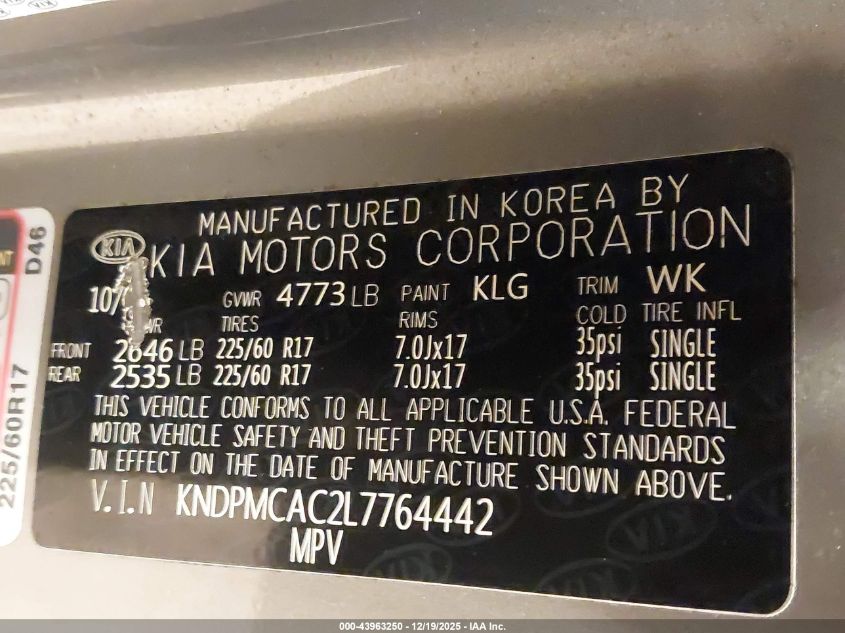 MANUFACTURED IN KOREA BY
KIA KIA MOTORS CORPORATION
GVWR 4773 LB PAINT KLG TRIM WK
TIRES RIMS COLD TIRE INFL
FRONT 2646 LB 225/60 R17 7.0Jx17 35psi SINGLE
REAR 2535 LB 225/60 R17 7.0Jx17 35psi SINGLE
THIS VEHICLE CONFORMS TO ALL APPLICABLE U.S.A. FEDERAL
MOTOR VEHICLE SAFETY AND THEFT PREVENTION STANDARDS
IN EFFECT ON THE DATE OF MANUFACTURE SHOWN ABOVE.
V.I.N KNDPMCAC2L7764442
MPV
D46
225/60R17
000-43963250 - 12/19/2025 - IAA Inc.